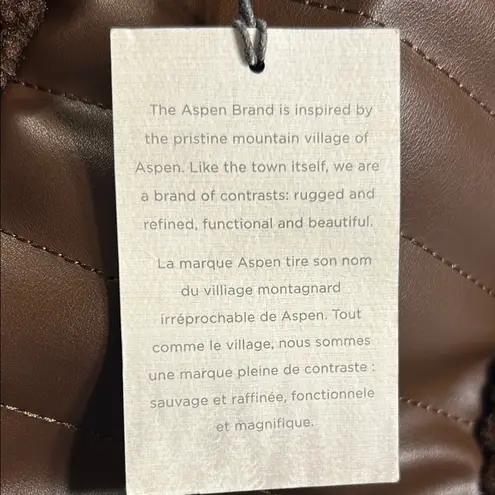 The Aspen Brand is inspired by
the pristine mountain village of
Aspen. Like the town itself, we are
a brand of contrasts: rugged and
refined, functional and beautiful.
La marque Aspen tire son nom
du villiage montagnard
irréprochable de Aspen. Tout
comme le village, nous sommes
une marque pleine de contraste :
sauvage et raffinée, fonctionnele
et magnifique.